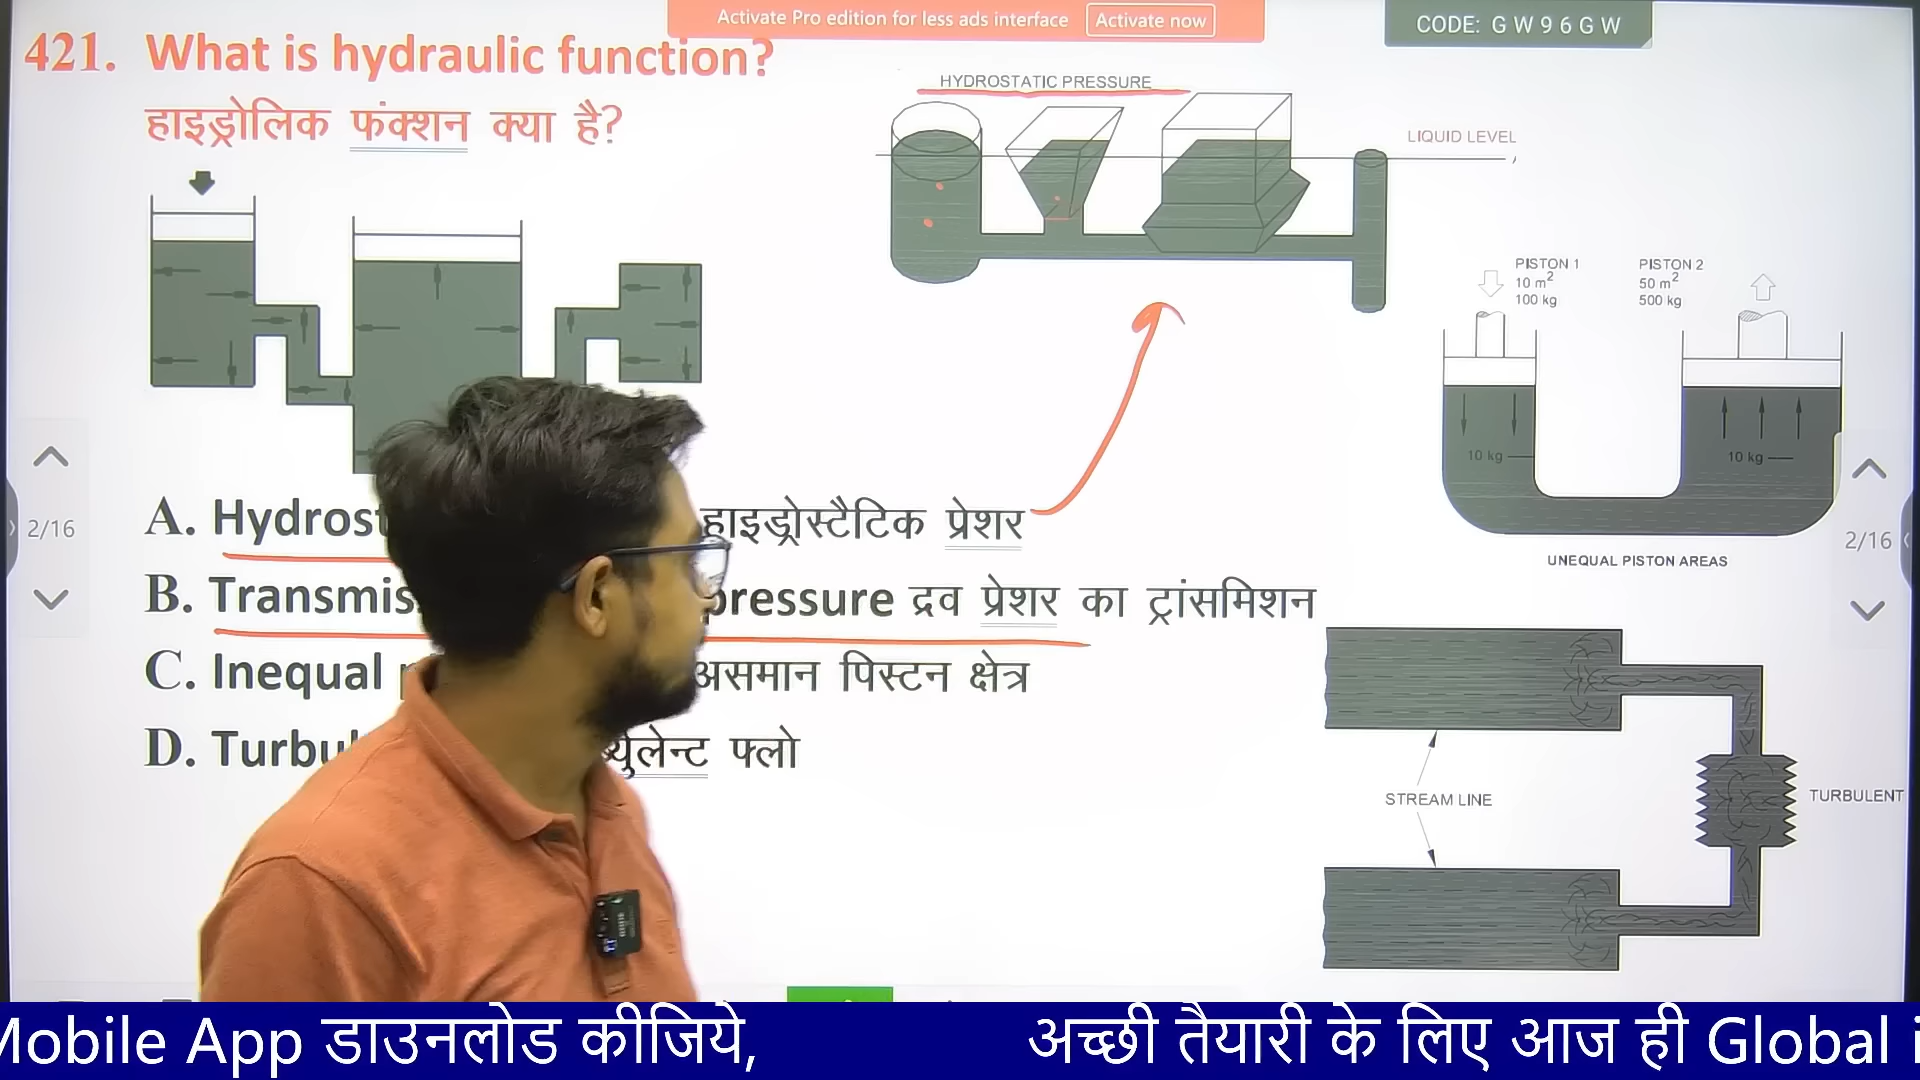 Activate Pro edition for less ads interface Activate now
CODE: G W 9 6 G W
421. What is hydraulic function?
हाइड्रोलिक फंक्शन क्या है?
HYDROSTATIC PRESSURE
LIQUID LEVEL
PISTON 1
10 m²
100 kg
PISTON 2
50 m²
500 kg
10 kg
10 kg
UNEQUAL PISTON AREAS
2/16
2/16
A. हाइड्रोस्टैटिक प्रेशर
B. pressure द्रव प्रेशर का ट्रांसमिशन
C. Inequal असमान पिस्टन क्षेत्र
D. फ्लो
STREAM LINE
TURBULENT
Mobile App डाउनलोड कीजिये, अच्छी तैयारी के लिए आज ही Global